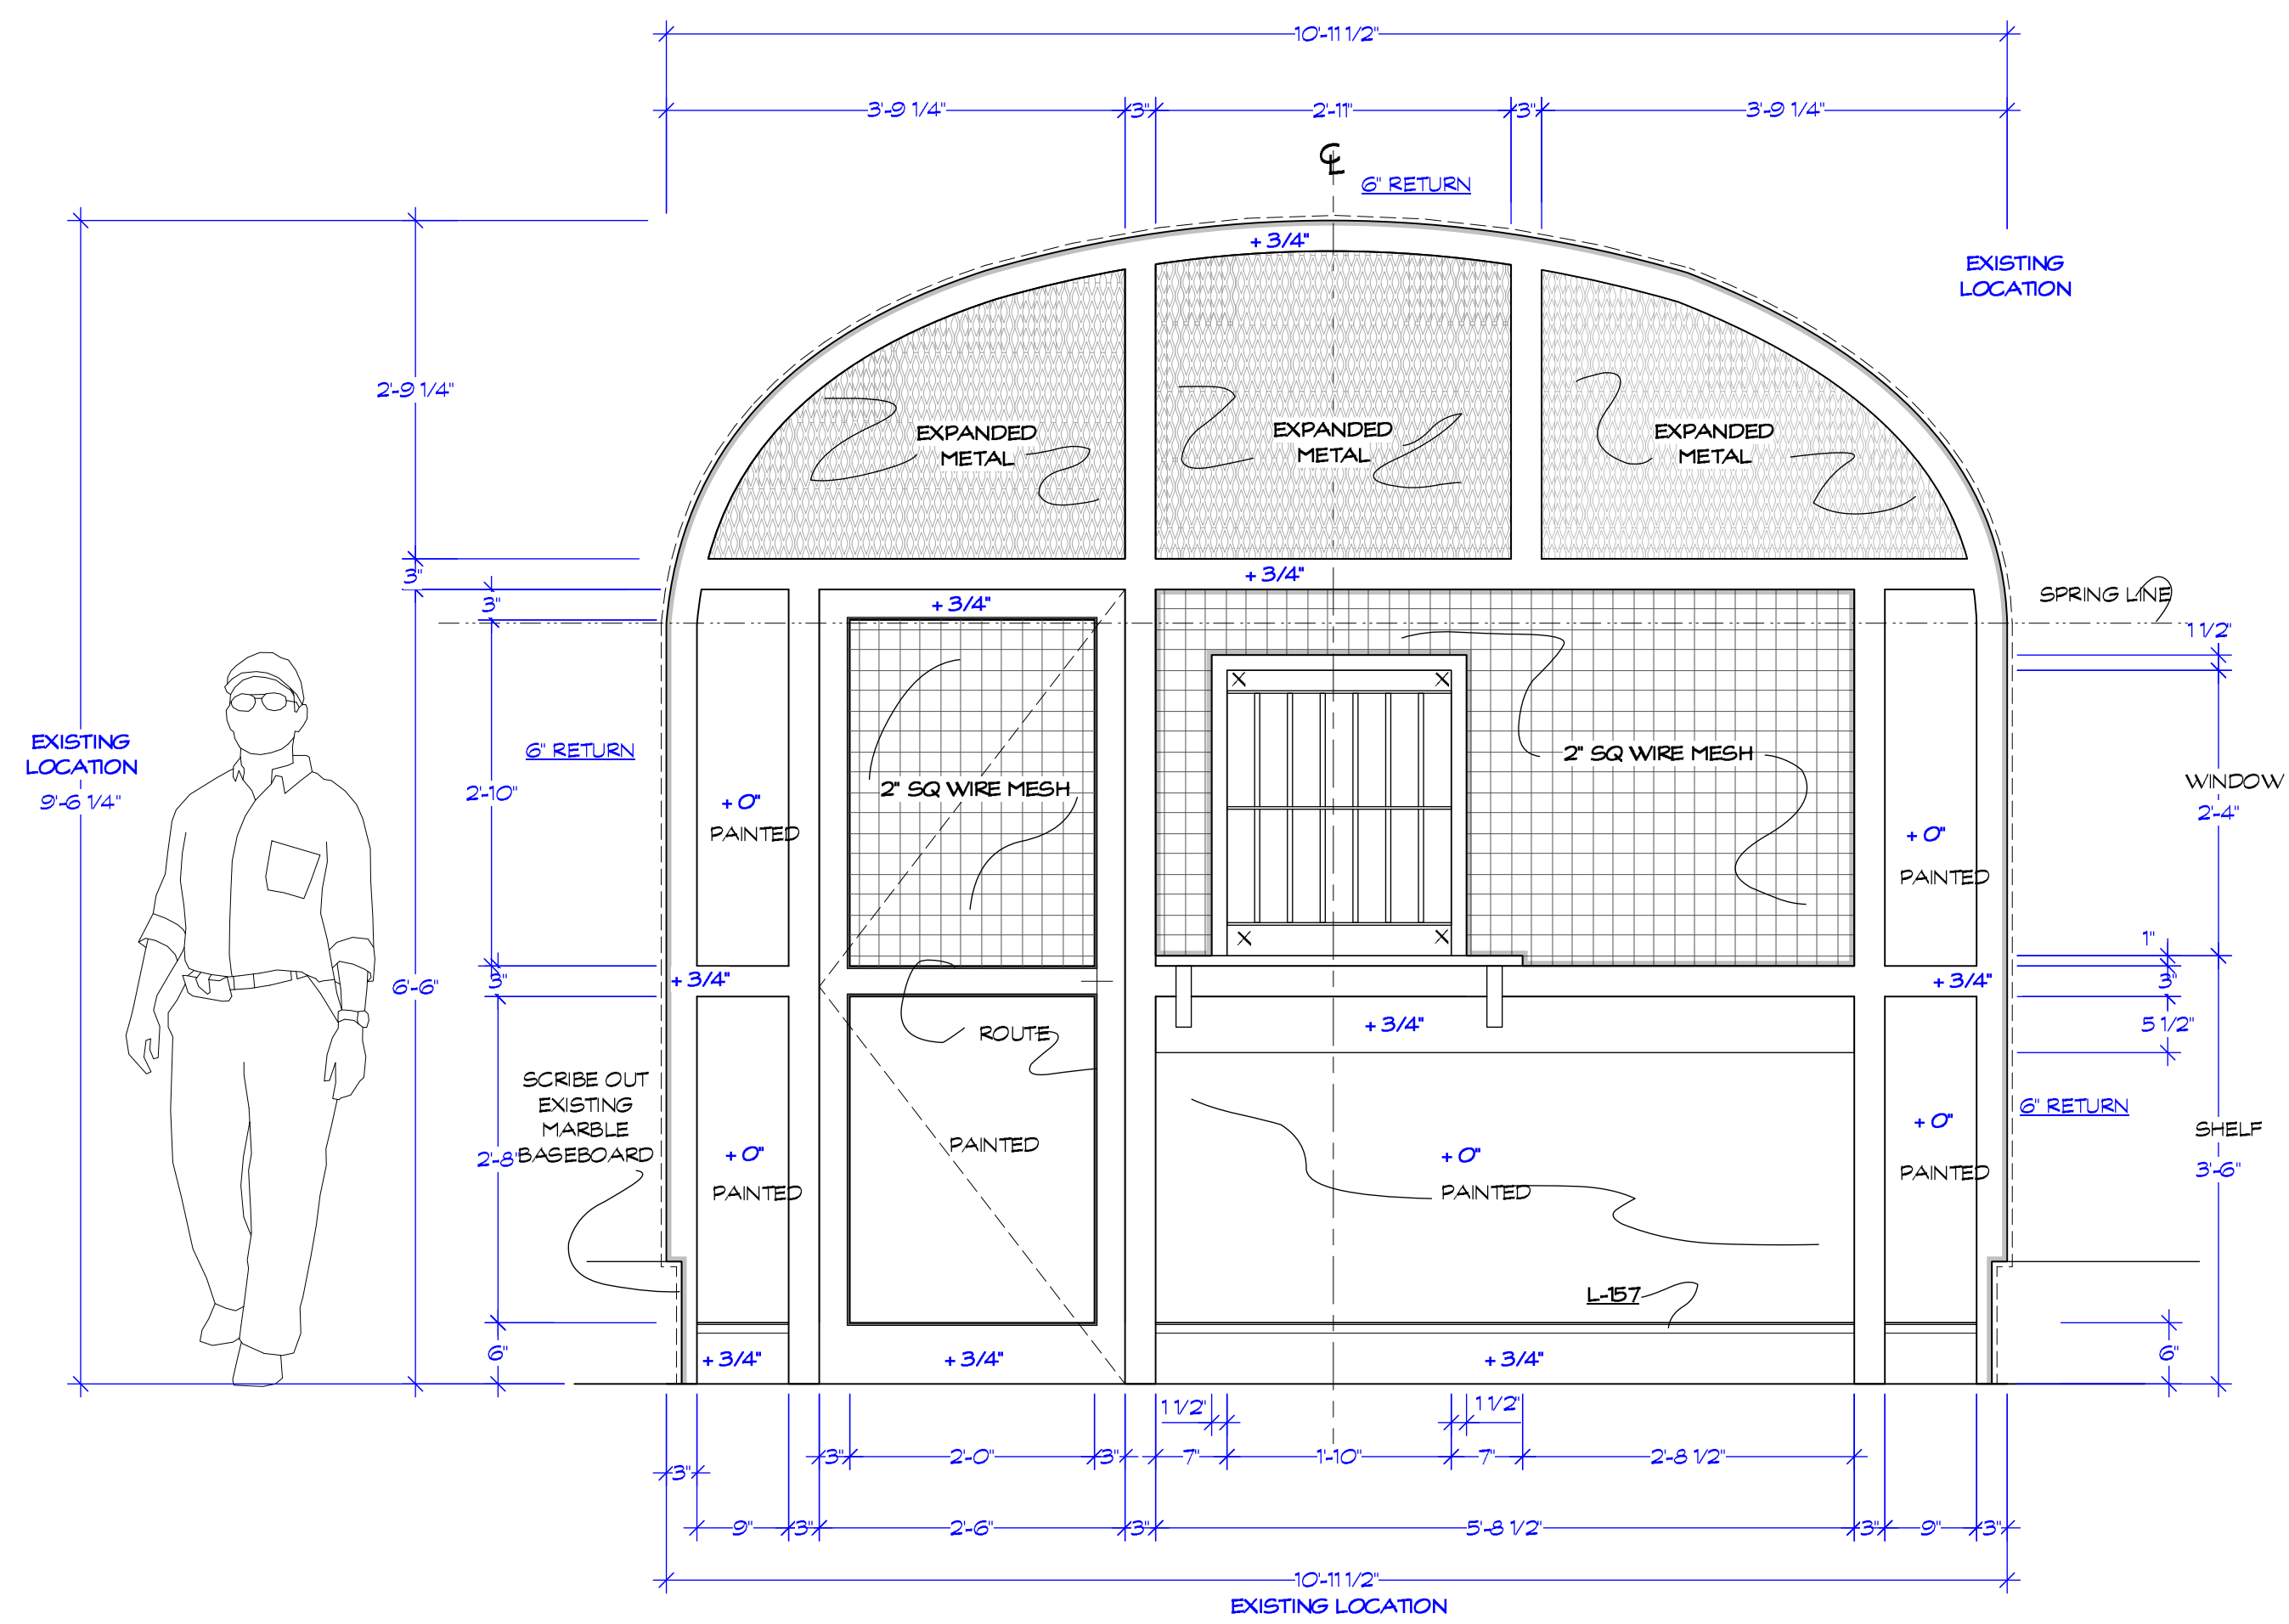 10'-11 1/2"
3'-9 1/4" 3" 2'-11" 3" 3'-9 1/4"
CL
6" RETURN
+ 3/4"
EXISTING
LOCATION
2'-9 1/4"
EXPANDED
METAL
EXPANDED
METAL
EXPANDED
METAL
3"
+ 3/4"
3"
+ 3/4"
SPRING LINE
1 1/2"
EXISTING
LOCATION
9'-6 1/4"
6" RETURN
2'-10"
2" SQ WIRE MESH
2" SQ WIRE MESH
WINDOW
2'-4"
+ 0"
PAINTED
+ 0"
PAINTED
X X
X X
1"
6'-6"
3"
+ 3/4"
+ 3/4"
3"
+ 3/4"
5 1/2"
ROUTE
SCRIBE OUT
EXISTING
MARBLE
BASEBOARD
2'-8"
6" RETURN
SHELF
3'-6"
+ 0"
PAINTED
PAINTED
+ 0"
PAINTED
+ 0"
PAINTED
L-157
6"
+ 3/4"
+ 3/4"
+ 3/4"
6"
1 1/2" 1 1/2"
3" 2'-0" 3" 7" 1'-10" 7" 2'-8 1/2"
3"
9" 3" 2'-6" 3" 5'-8 1/2" 3" 9" 3"
10'-11 1/2"
EXISTING LOCATION